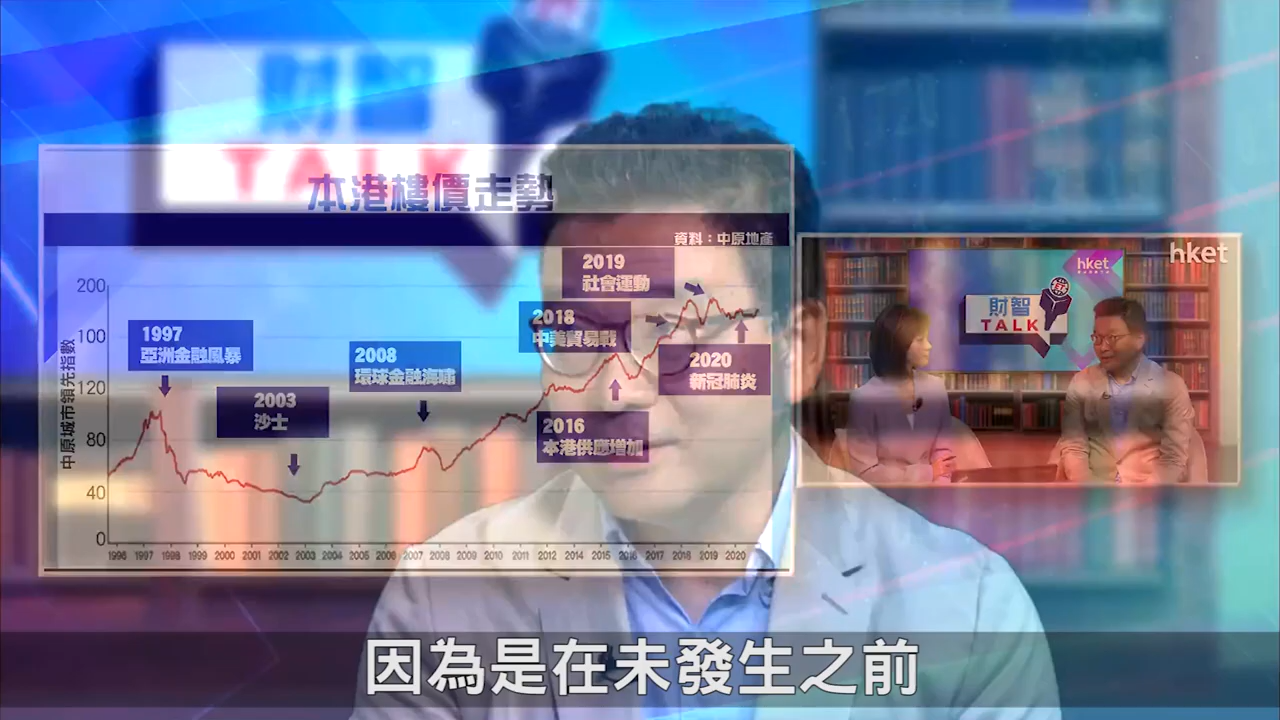 財智
TALK
本港樓價走勢
資料：中原地產
中原城市領先指數
200
100
120
80
40
0
1997
亞洲金融風暴
2003
沙士
2008
環球金融海嘯
2019
社會運動
2018
中美貿易戰
2016
本港供應增加
2020
新冠肺炎
1996 1997 1998 1999 2000 2001 2002 2003 2004 2005 2006 2007 2008 2009 2010 2011 2012 2014 2015 2016 2017 2018 2019 2020
hket
hket
財智
TALK
因為是在未發生之前